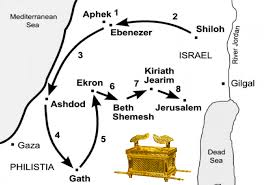 Mediterranean
Sea
Aphek
1
2
Ebenezer
Shiloh
ISRAEL
River Jordan
3
Kiriath
Jearim
Ekron
6
7
8
Gilgal
Ashdod
Beth
Shemesh
Jerusalem
4
5
Gaza
PHILISTIA
Gath
Dead
Sea